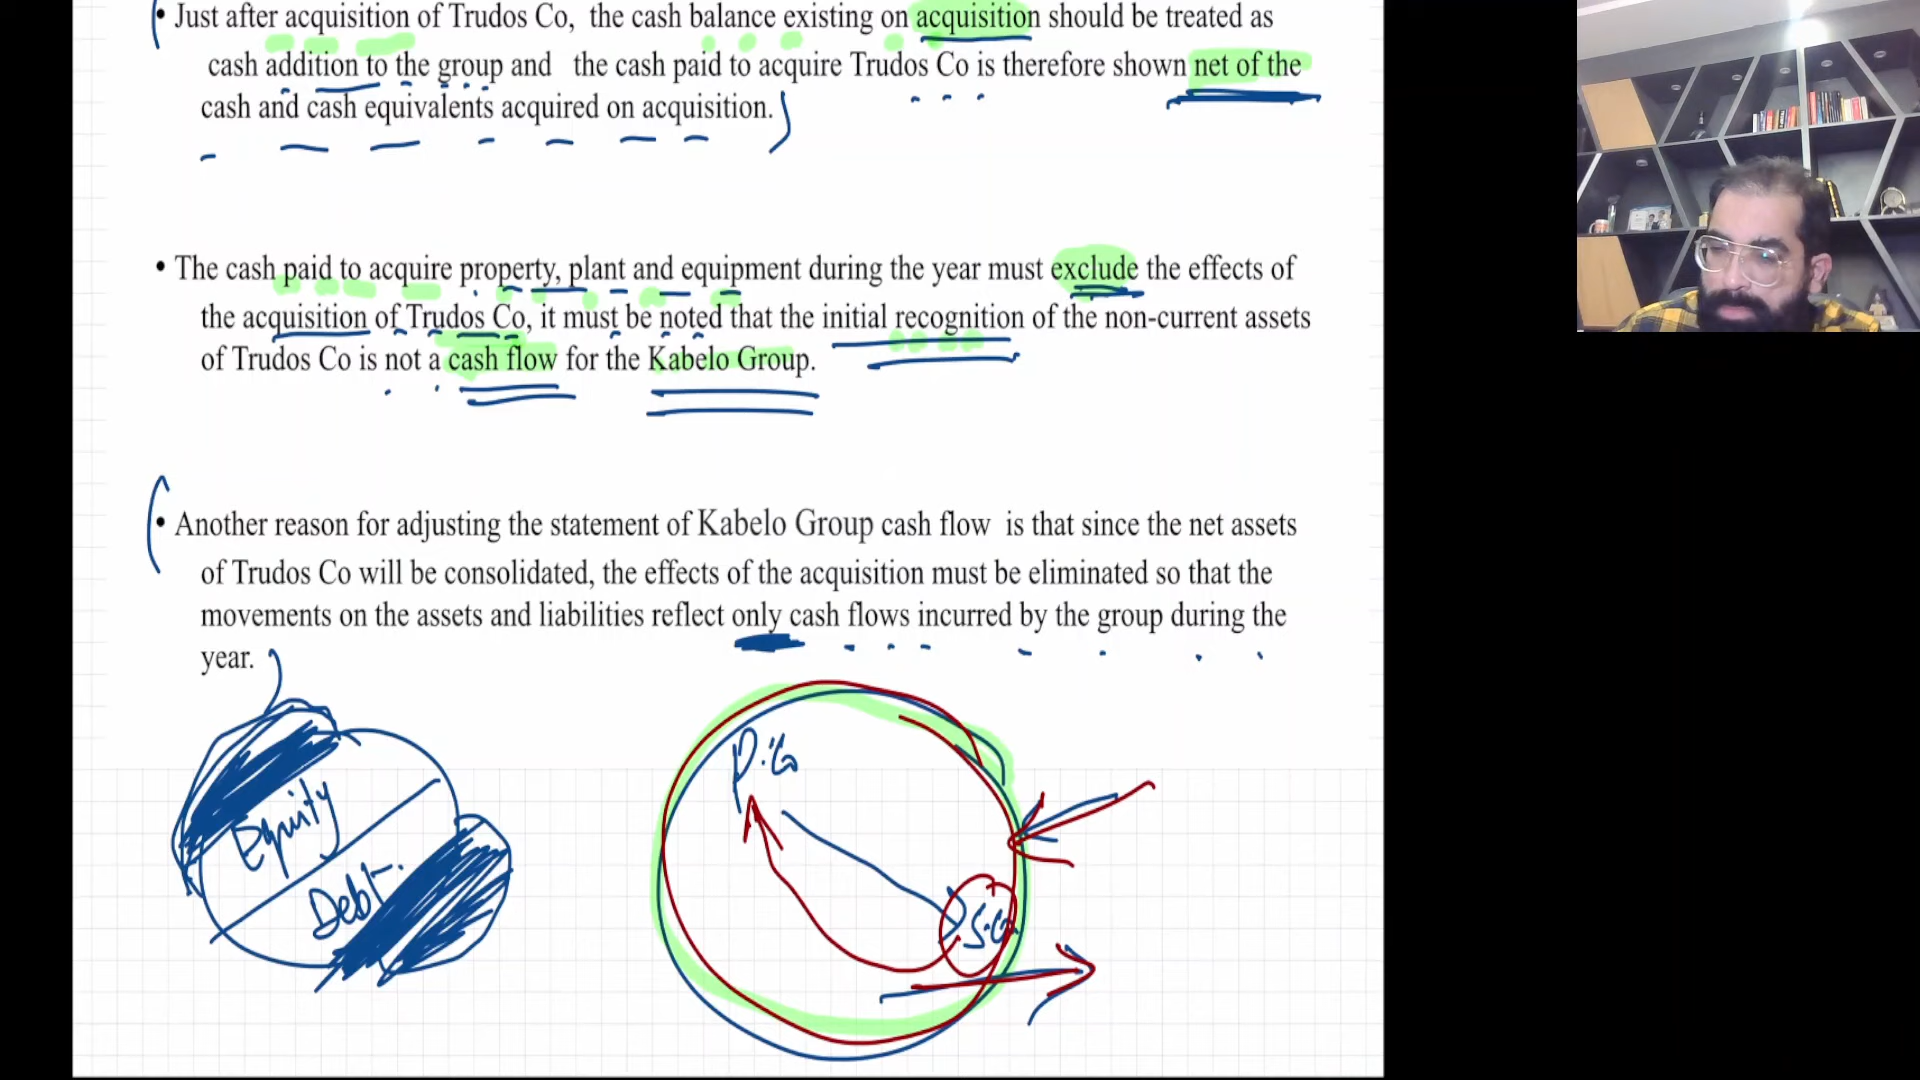 • Just after acquisition of Trudos Co, the cash balance existing on acquisition should be treated as
cash addition to the group and the cash paid to acquire Trudos Co is therefore shown net of the
cash and cash equivalents acquired on acquisition.
• The cash paid to acquire property, plant and equipment during the year must exclude the effects of
the acquisition of Trudos Co, it must be noted that the initial recognition of the non-current assets
of Trudos Co is not a cash flow for the Kabelo Group.
• Another reason for adjusting the statement of Kabelo Group cash flow is that since the net assets
of Trudos Co will be consolidated, the effects of the acquisition must be eliminated so that the
movements on the assets and liabilities reflect only cash flows incurred by the group during the
year.
Equity
Debt.
P.Co
S.Co